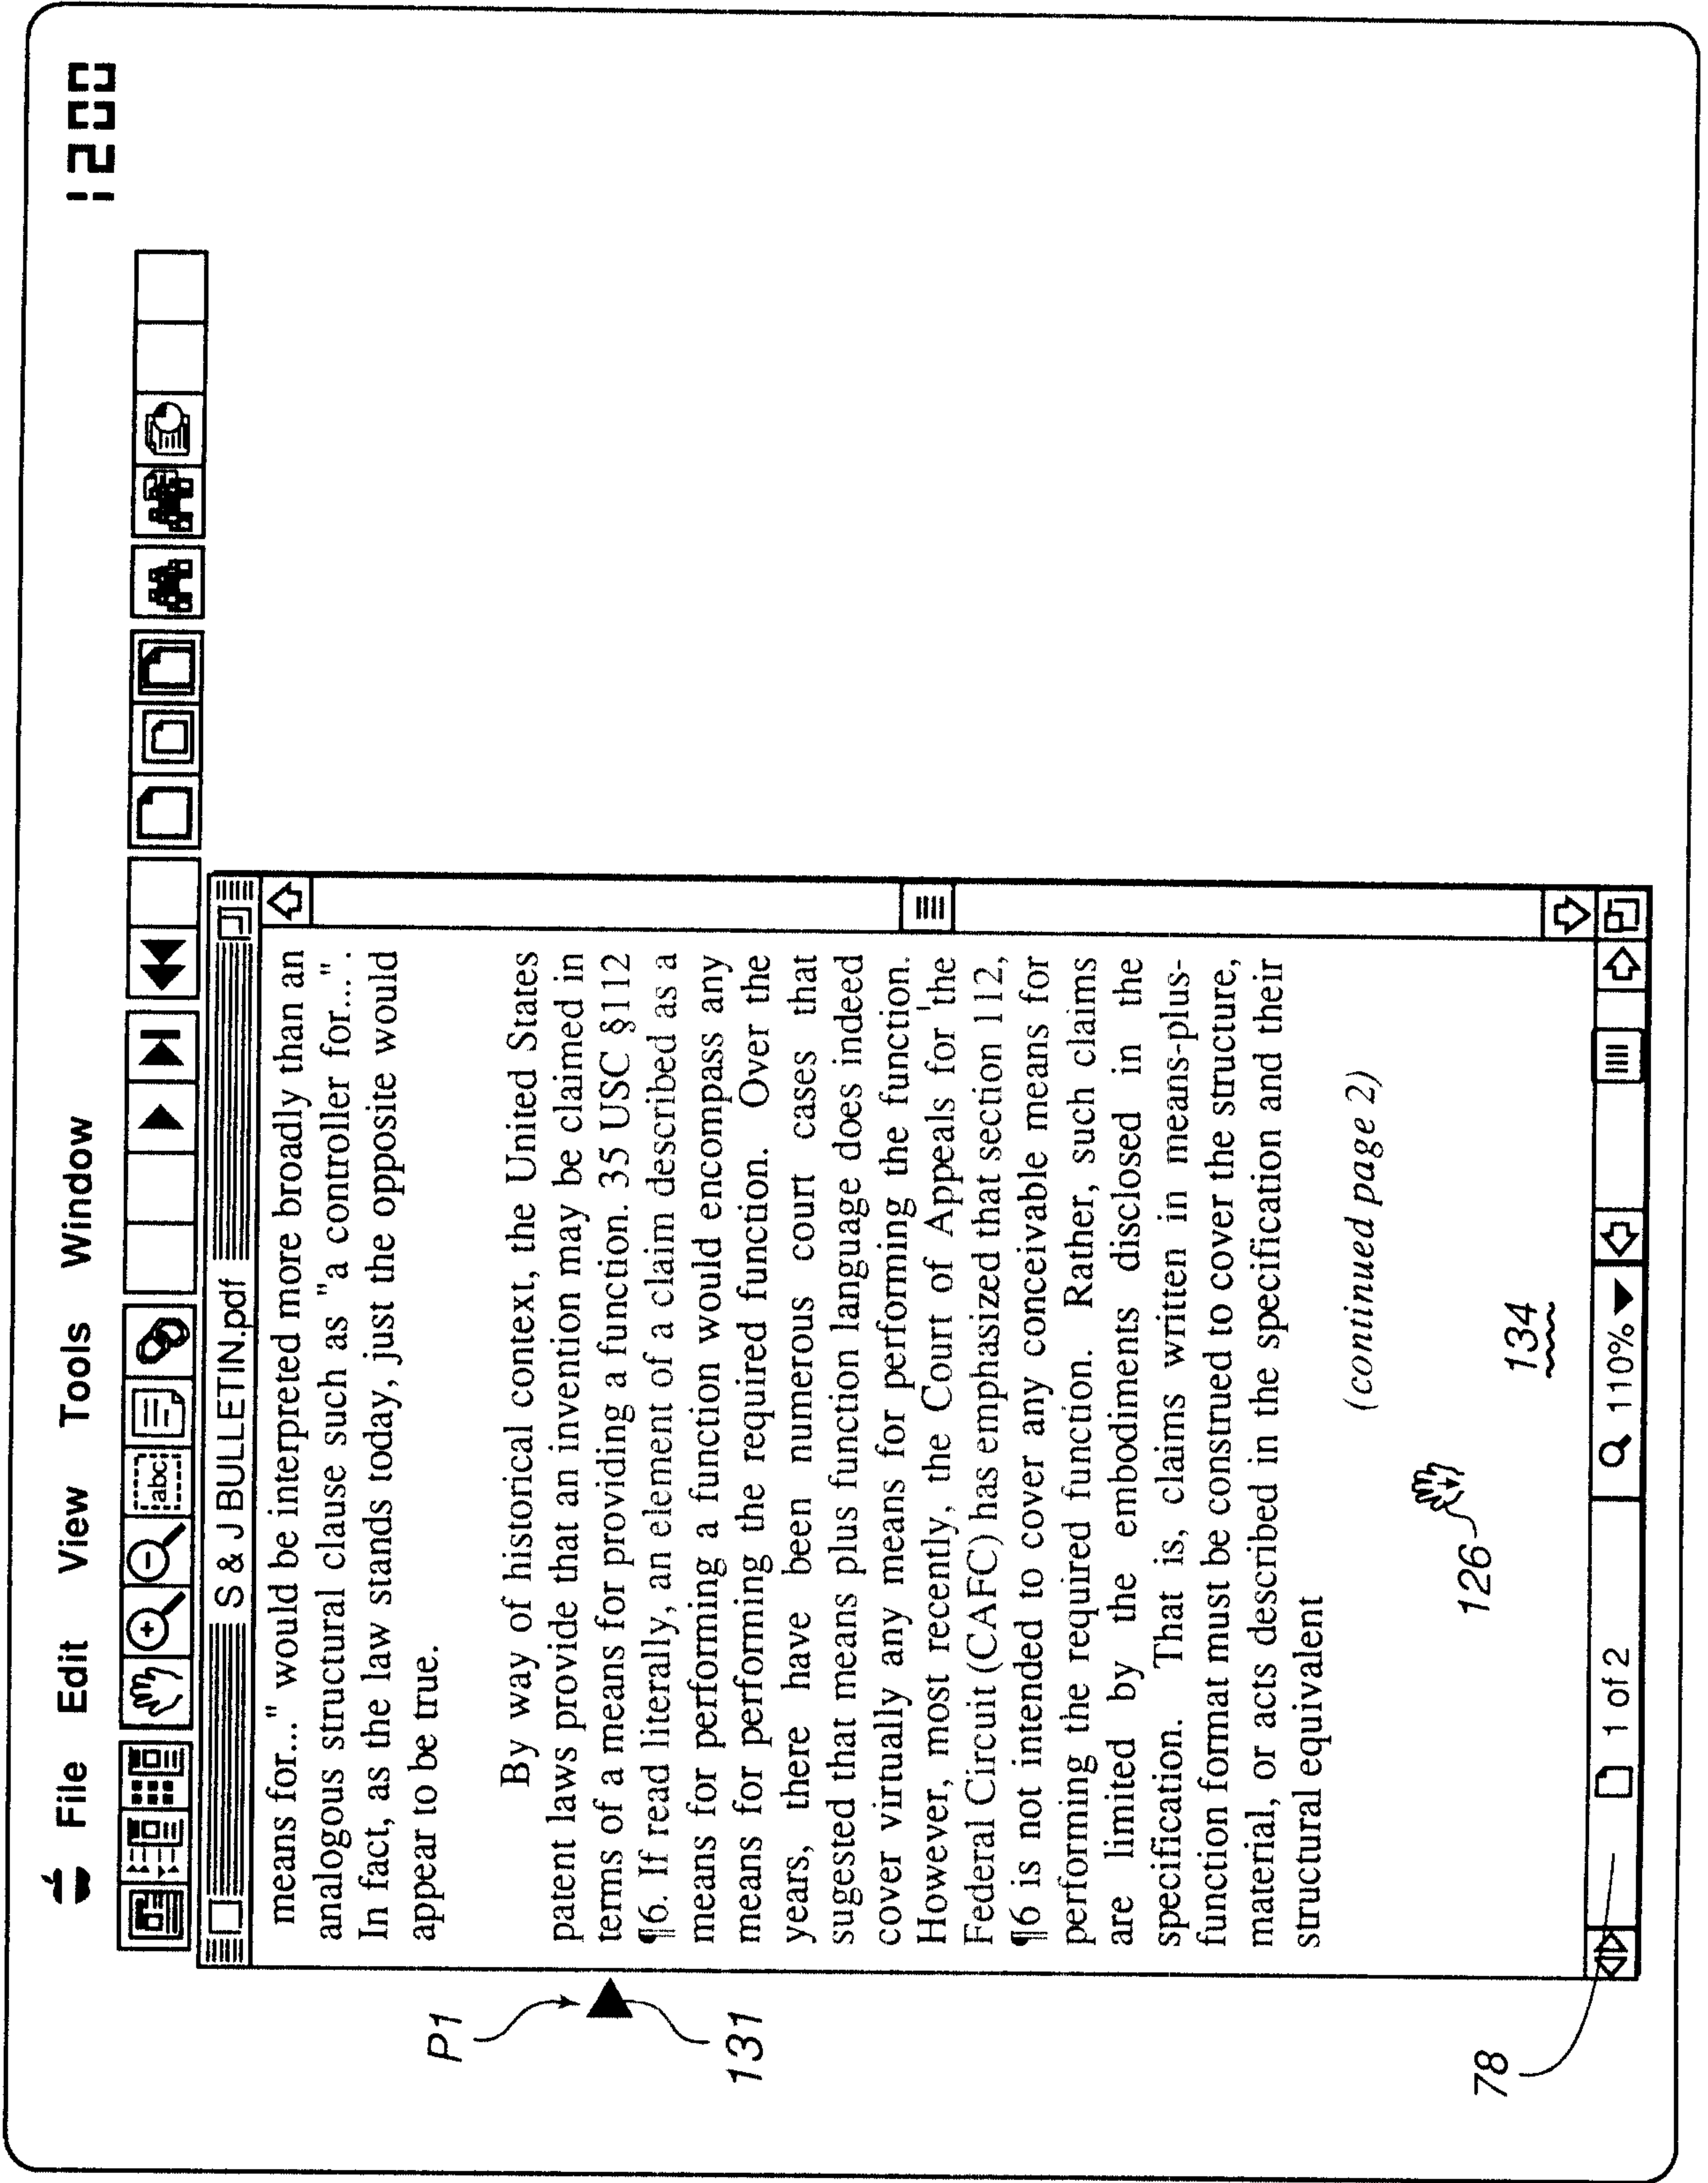 File Edit View Tools Window
1200
abc
S & J BULLETIN.pdf
means for..." would be interpreted more broadly than an
analogous structural clause such as "a controller for...".
In fact, as the law stands today, just the opposite would
appear to be true.
By way of historical context, the United States
patent laws provide that an invention may be claimed in
terms of a means for providing a function. 35 USC §112
¶6. If read literally, an element of a claim described as a
means for performing a function would encompass any
means for performing the required function. Over the
years, there have been numerous court cases that
sugested that means plus function language does indeed
cover virtually any means for performing the function.
However, most recently, the Court of Appeals for the
Federal Circuit (CAFC) has emphasized that section 112,
¶6 is not intended to cover any conceivable means for
performing the required function. Rather, such claims
are limited by the embodiments disclosed in the
specification. That is, claims written in means-plus-
function format must be construed to cover the structure,
material, or acts described in the specification and their
structural equivalent
(continued page 2)
P1
131
126
134
78
1 of 2
110%